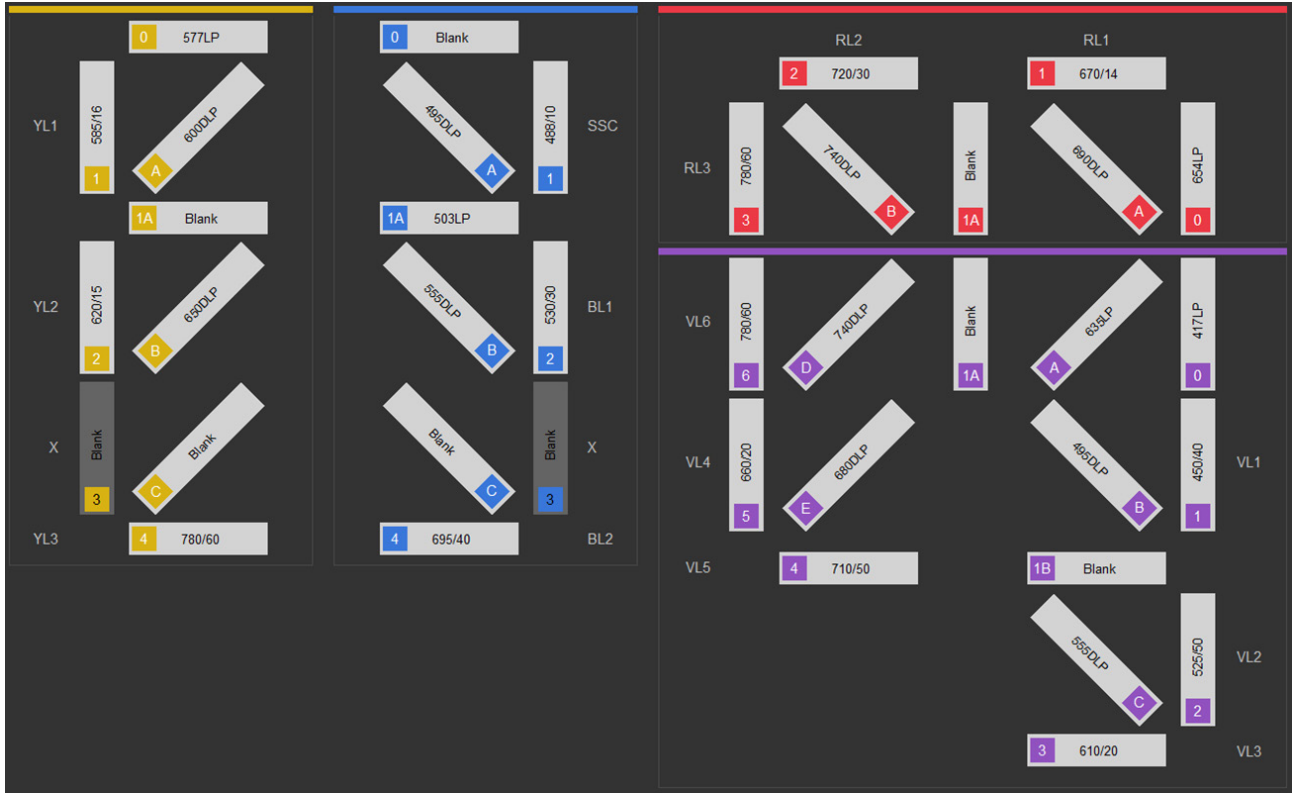 0 577LP
YL1
585/16
1
600DLP
A
1A Blank
YL2
620/15
2
650DLP
B
X
Blank
3
Blank
C
YL3
4 780/60
0 Blank
495DLP
A
488/10
1
SSC
1A 503LP
555DLP
B
530/30
2
BL1
Blank
C
Blank
3
X
4 695/40
BL2
RL2
RL1
2 720/30
1 670/14
RL3
780/60
3
740DLP
B
Blank
1A
690DLP
A
654LP
0
VL6
780/60
6
740DLP
D
Blank
1A
635LP
A
417LP
0
VL4
660/20
5
680DLP
E
495DLP
B
450/40
1
VL1
VL5
4 710/50
1B Blank
555DLP
C
525/50
2
VL2
3 610/20
VL3